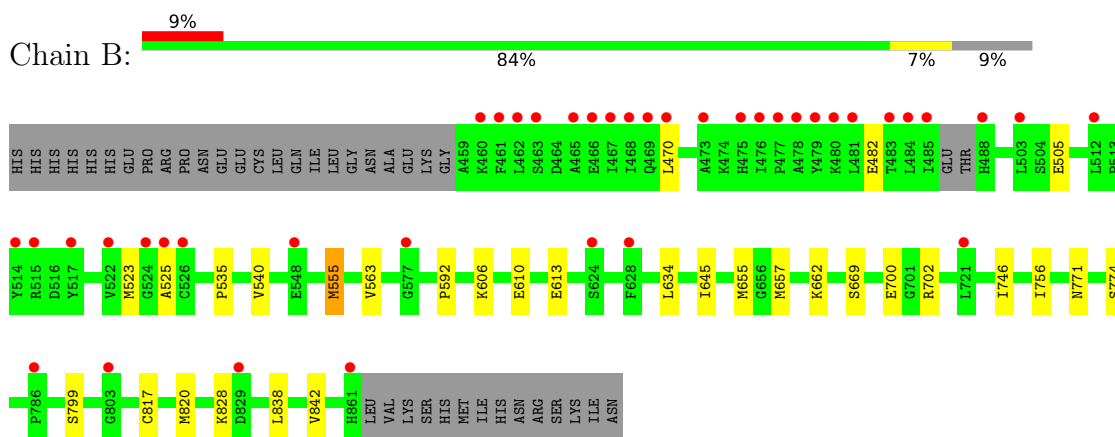 9%
Chain B:
84% 7% 9%
HIS HIS HIS HIS HIS HIS GLU PRO ARG PRO ASN GLU GLU CYS LEU GLN ILE LEU GLY ASN ALA GLU LYS GLY A459 K460 F461 L462 S463 D464 A465 E466 I467 I468 Q469 L470 A473 K474 H475 I476 P477 A478 Y479 K480 L481 E482 T483 L484 I485 GLU THR H488 L503 S504 E505 L512 P513
Y514 R515 D516 Y517 V522 M523 G524 A525 C526 P535 V540 E548 M555 V563 G577 P592 K606 E610 E613 S624 F628 L634 I645 M655 G656 M657 K662 S669 E700 G701 R702 L721 I746 I756 N771 S774
P786 S799 G803 C817 M820 K828 D829 L838 V842 H861 LEU VAL LYS SER HIS MET ILE HIS ASN ARG SER LYS ILE ASN